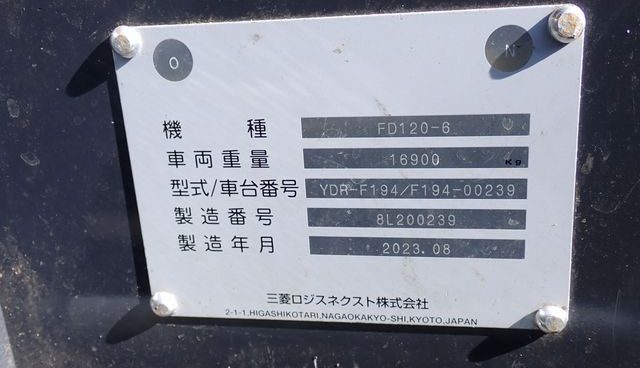 O N
機種 FD120-6
車両重量 16900 Kg
型式/車台番号 YDR-F194/F194-00239
製造番号 8L200239
製造年月 2023.08
三菱ロジスネクスト株式会社
2-1-1,HIGASHIKOTARI,NAGAOKAKYO-SHI,KYOTO,JAPAN